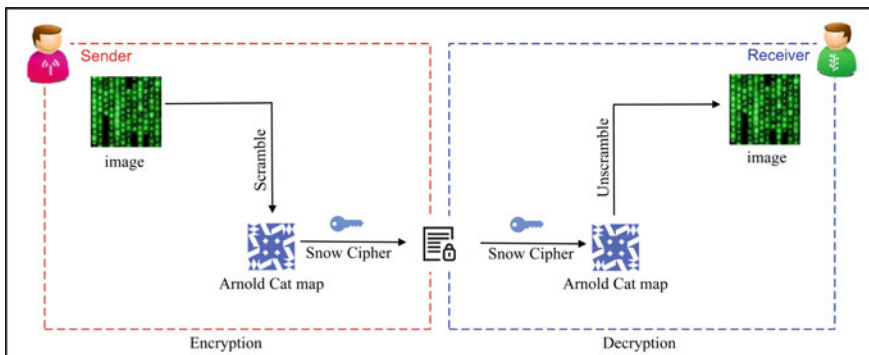 Sender
image
Scramble
Arnold Cat map
Snow Cipher
Encryption
Receiver
image
Unscramble
Snow Cipher
Arnold Cat map
Decryption